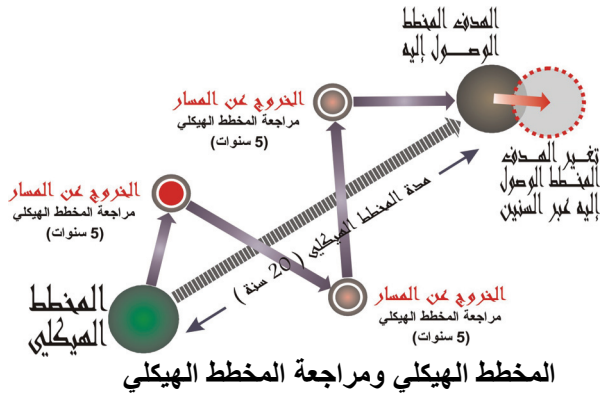 الهدف المخطط
الوصول إليه
الخروج عن المسار
مراجعة المخطط الهيكلي
(5 سنوات)
تغير الهدف
المخطط الوصول
إليه عبر السنين
الخروج عن المسار
مراجعة المخطط الهيكلي
(5 سنوات)
مدة المخطط الهيكلي ( 20 سنة )
المخطط
الهيكلي
الخروج عن المسار
مراجعة المخطط الهيكلي
(5 سنوات)
المخطط الهيكلي ومراجعة المخطط الهيكلي